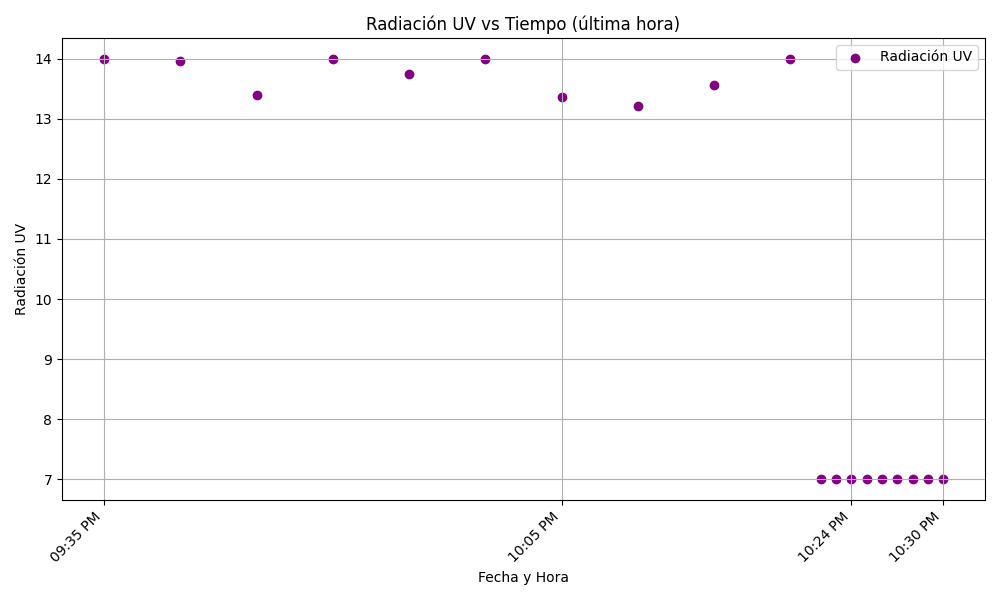 Radiación UV vs Tiempo (última hora)
Radiación UV
14
13
12
11
10
9
8
7
Radiación UV
09:35 PM
10:05 PM
10:24 PM
10:30 PM
Fecha y Hora